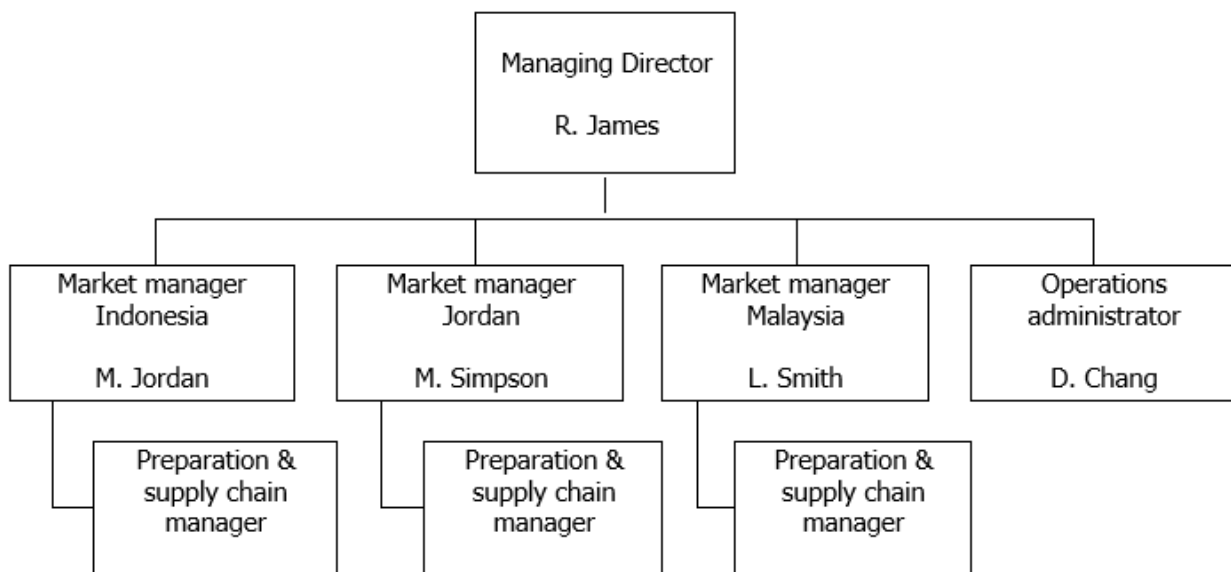 Managing Director
R. James
Market manager
Indonesia
M. Jordan
Market manager
Jordan
M. Simpson
Market manager
Malaysia
L. Smith
Operations
administrator
D. Chang
Preparation &
supply chain
manager
Preparation &
supply chain
manager
Preparation &
supply chain
manager